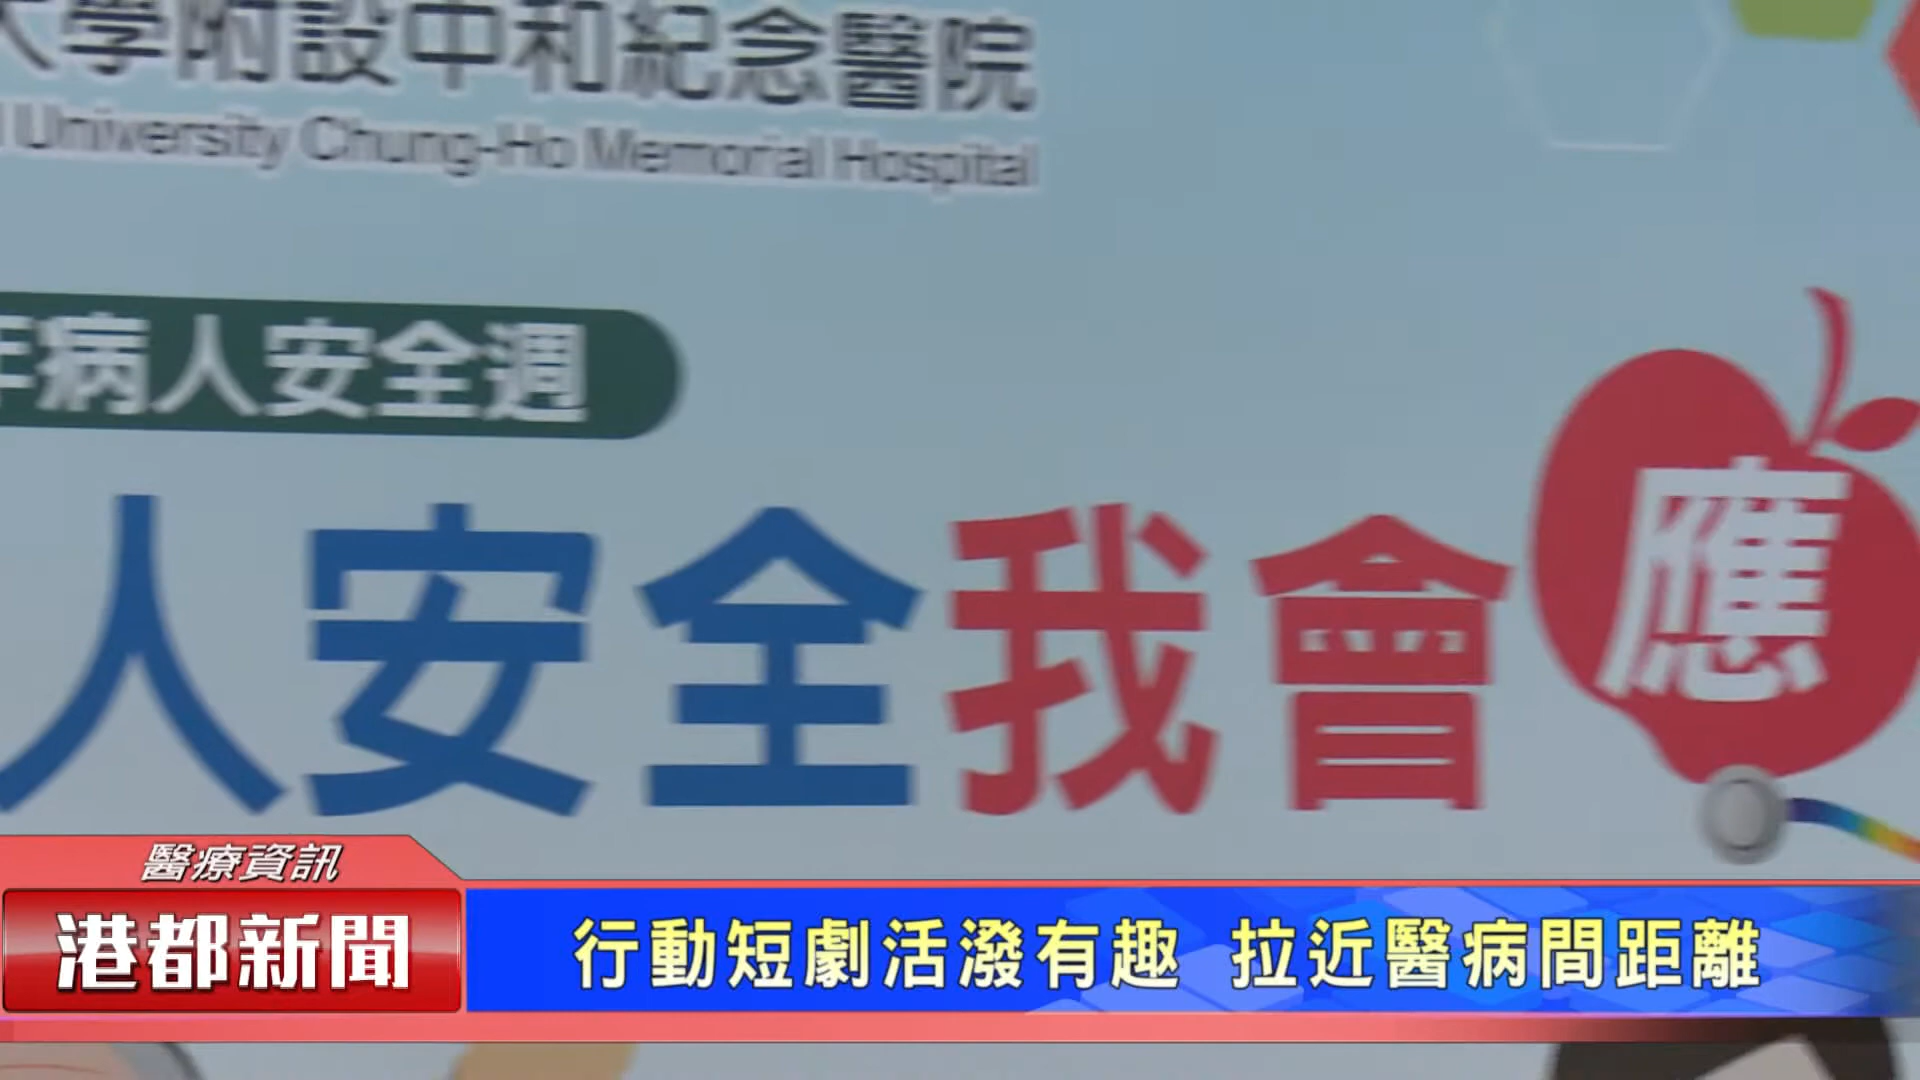 大學附設中和紀念醫院
University Chung-Ho Memorial Hospital
年病人安全週
人安全我會應
醫療資訊
港都新聞
行動短劇活潑有趣 拉近醫病間距離